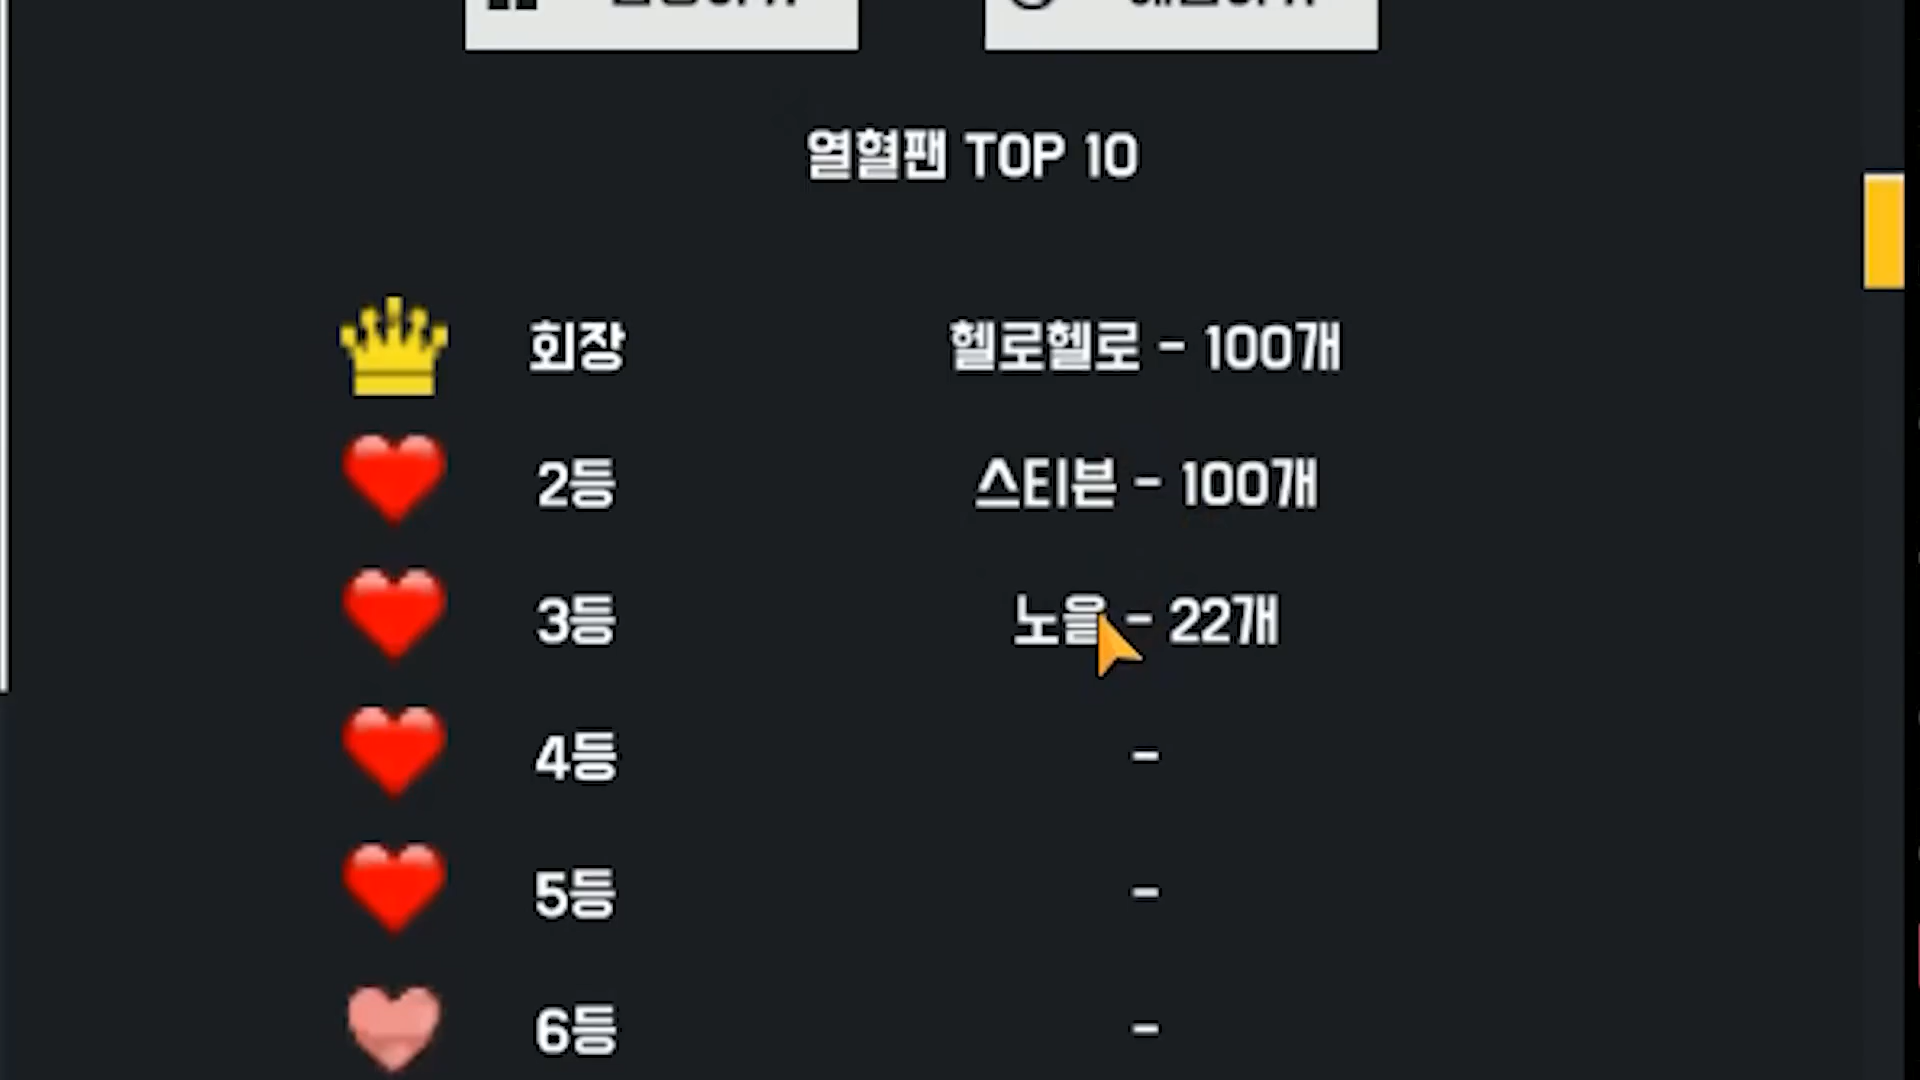 열혈팬 TOP 10
회장 헬로헬로 - 100개
2등 스티븐 - 100개
3등 노을 - 22개
4등 -
5등 -
6등 -